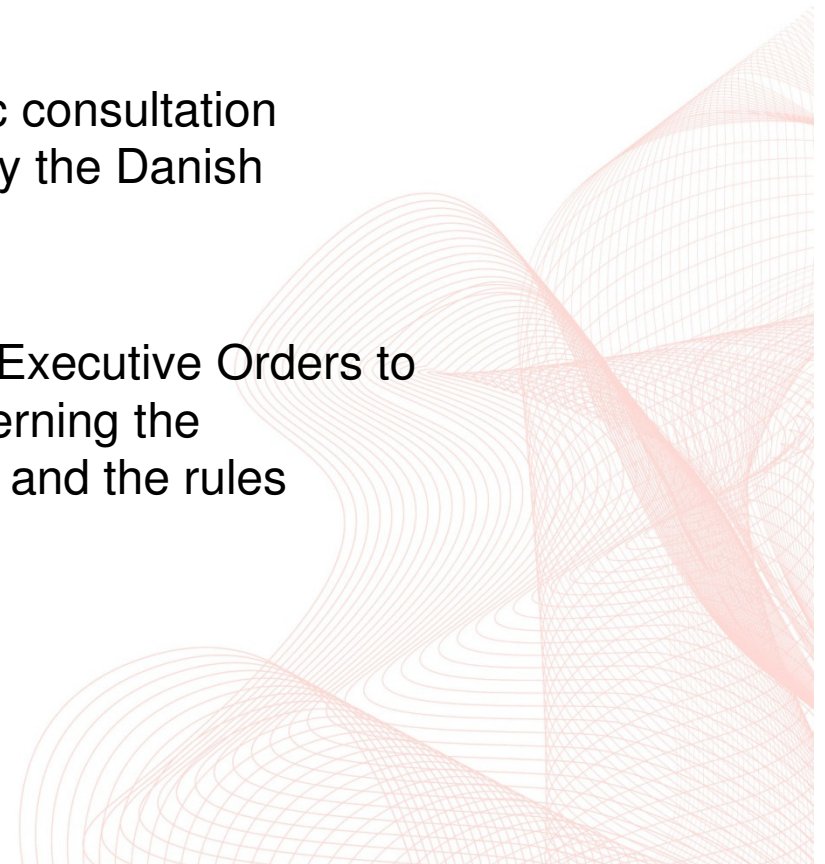 c consultation
y the Danish
Executive Orders to
erning the
and the rules